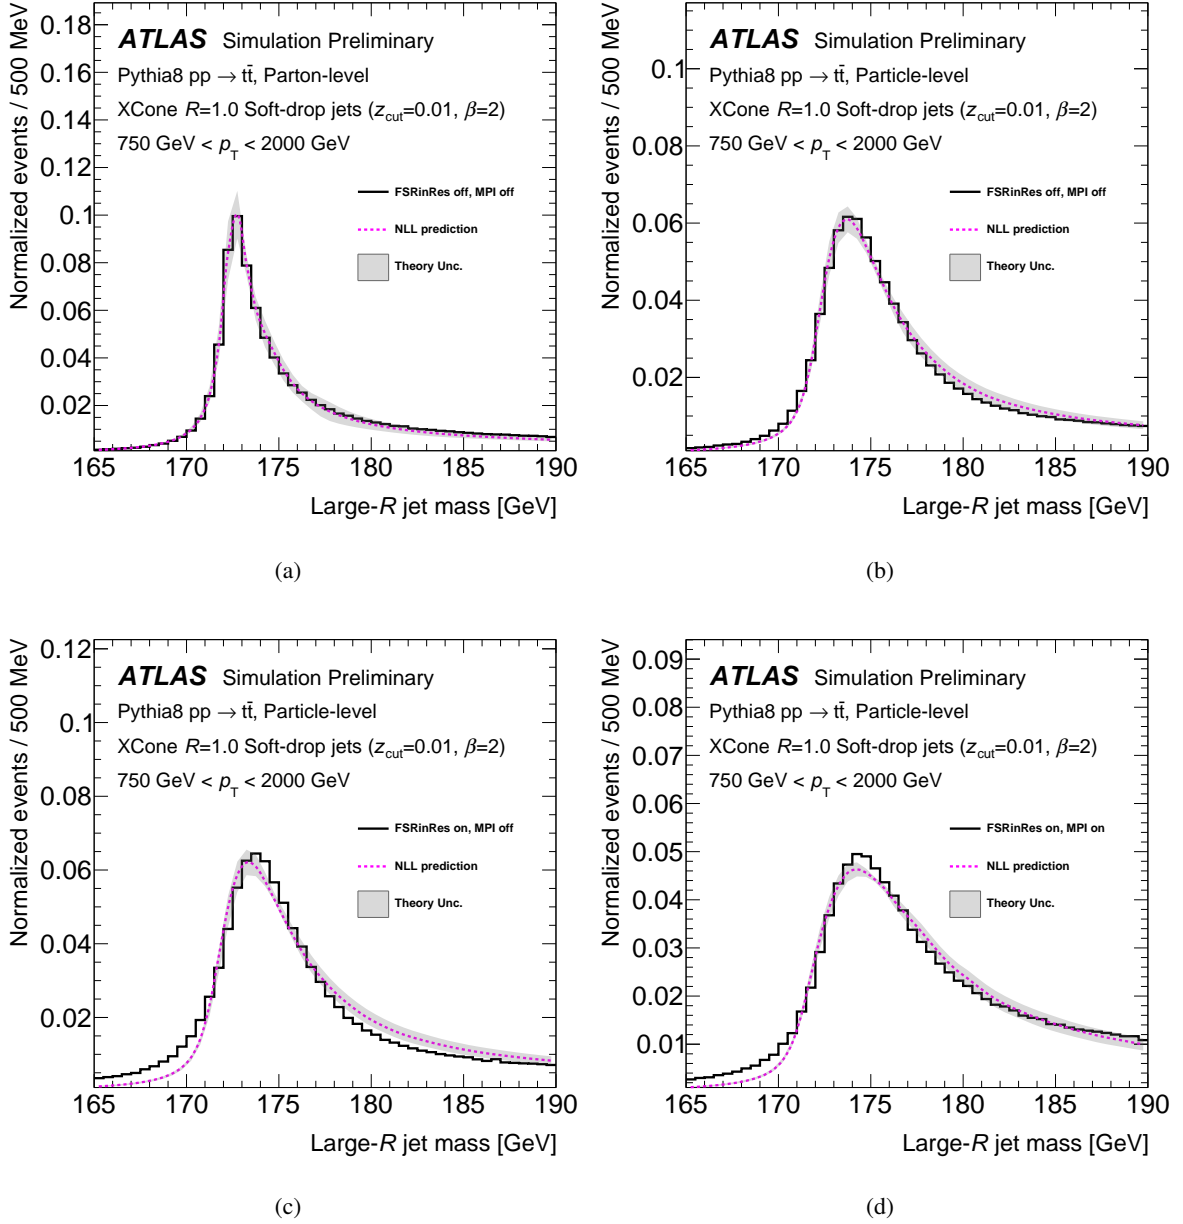 ATLAS Simulation Preliminary
Pythia8 pp → tt̄, Parton-level
XCone R=1.0 Soft-drop jets (z_cut=0.01, β=2)
750 GeV < p_T < 2000 GeV
FSRinRes off, MPI off
NLL prediction
Theory Unc.
Normalized events / 500 MeV
0.18
0.16
0.14
0.12
0.1
0.08
0.06
0.04
0.02
165 170 175 180 185 190
Large-R jet mass [GeV]
(a)
ATLAS Simulation Preliminary
Pythia8 pp → tt̄, Particle-level
XCone R=1.0 Soft-drop jets (z_cut=0.01, β=2)
750 GeV < p_T < 2000 GeV
FSRinRes off, MPI off
NLL prediction
Theory Unc.
Normalized events / 500 MeV
0.1
0.08
0.06
0.04
0.02
165 170 175 180 185 190
Large-R jet mass [GeV]
(b)
ATLAS Simulation Preliminary
Pythia8 pp → tt̄, Particle-level
XCone R=1.0 Soft-drop jets (z_cut=0.01, β=2)
750 GeV < p_T < 2000 GeV
FSRinRes on, MPI off
NLL prediction
Theory Unc.
Normalized events / 500 MeV
0.12
0.1
0.08
0.06
0.04
0.02
165 170 175 180 185 190
Large-R jet mass [GeV]
(c)
ATLAS Simulation Preliminary
Pythia8 pp → tt̄, Particle-level
XCone R=1.0 Soft-drop jets (z_cut=0.01, β=2)
750 GeV < p_T < 2000 GeV
FSRinRes on, MPI on
NLL prediction
Theory Unc.
Normalized events / 500 MeV
0.09
0.08
0.07
0.06
0.05
0.04
0.03
0.02
0.01
165 170 175 180 185 190
Large-R jet mass [GeV]
(d)